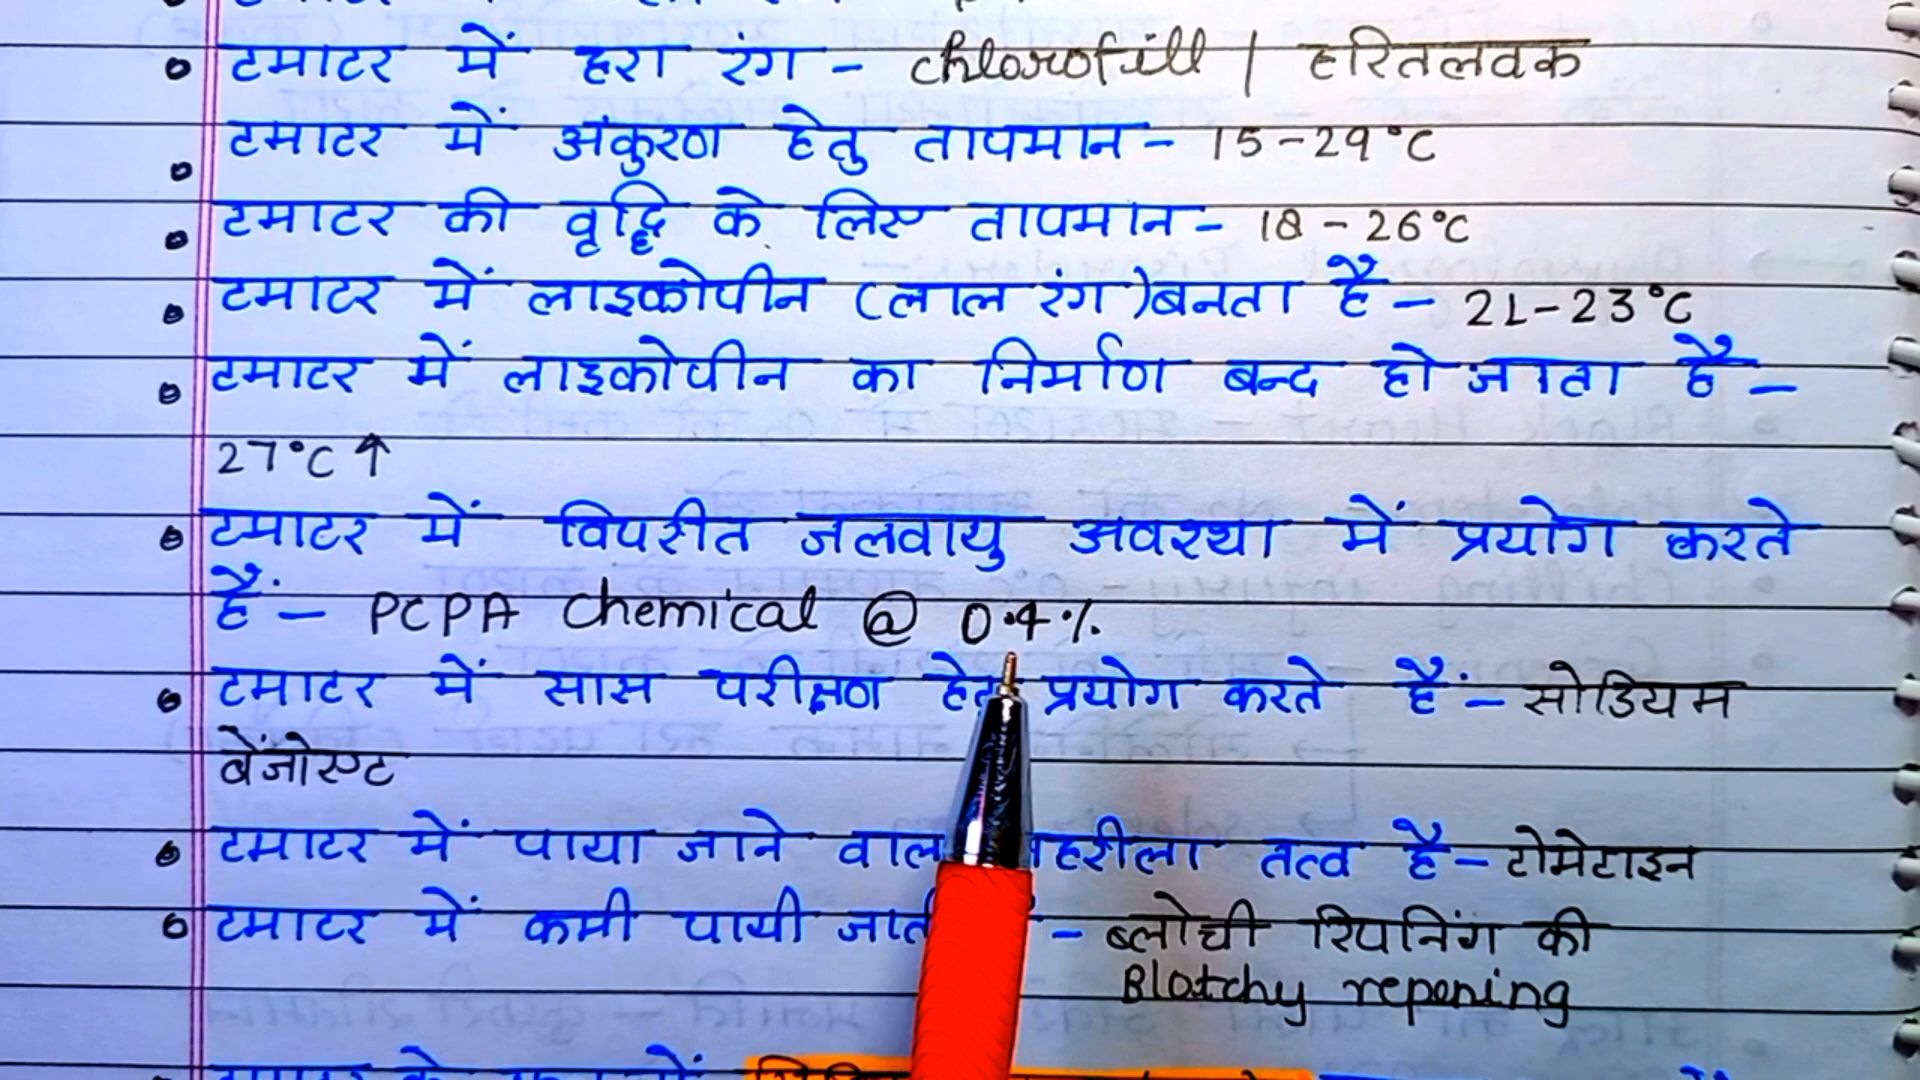 टमाटर में हरा रंग - Chlorofill / हरितलवक
टमाटर में अंकुरण हेतु तापमान - 15-29°C
टमाटर की वृद्धि के लिए तापमान - 18-26°C
टमाटर में लाइकोपीन (लाल रंग) बनता है - 21-23°C
टमाटर में लाइकोपीन का निर्माण बन्द हो जाता है -
27°C ↑
टमाटर में विपरीत जलवायु अवस्था में प्रयोग करते
हैं - PCPA Chemical @ 0.4%
टमाटर में सास परीक्षण हेतु प्रयोग करते हैं - सोडियम
बेंजोएट
टमाटर में पाया जाने तत्व है - टोमेटाइन
टमाटर में कमी पायी - ब्लोची रिपनिंग की
Blotchy repening